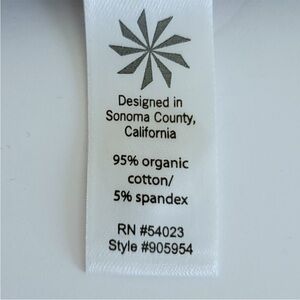 Designed in
Sonoma County,
California
95% organic
cotton/
5% spandex
RN #54023
Style #905954